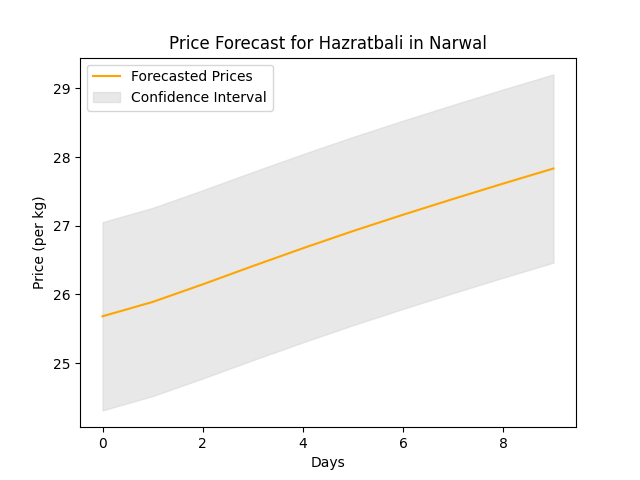 Price Forecast for Hazratbali in Narwal
Forecasted Prices
Confidence Interval
Price (per kg)
29
28
27
26
25
0 2 4 6 8
Days